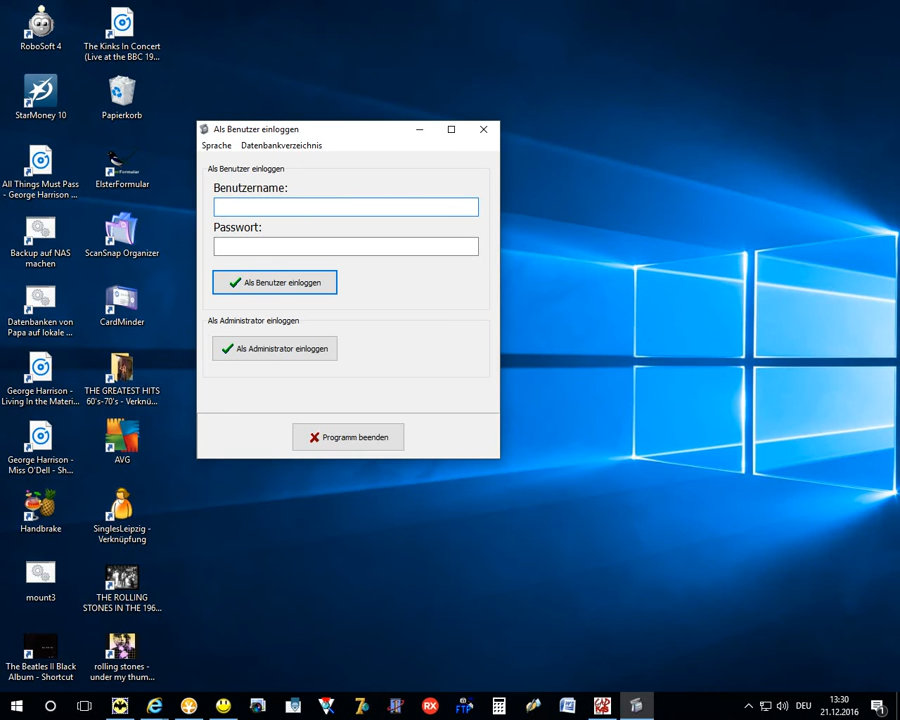 RoboSoft 4
The Kinks In Concert
(Live at the BBC 19...
StarMoney 10
Papierkorb
All Things Must Pass
- George Harrison ...
ElsterFormular
Backup auf NAS
machen
ScanSnap Organizer
Datenbanken von
Papa auf lokale ...
CardMinder
George Harrison -
Living In the Materi...
THE GREATEST HITS
60's-70's - Verknü...
George Harrison -
Miss O'Dell - Sh...
AVG
Handbrake
SinglesLeipzig -
Verknüpfung
mount3
THE ROLLING
STONES IN THE 196...
The Beatles II Black
Album - Shortcut
rolling stones -
under my thum...
Als Benutzer einloggen
Sprache Datenbankverzeichnis
Als Benutzer einloggen
Benutzername:
Passwort:
Als Benutzer einloggen
Als Administrator einloggen
Als Administrator einloggen
Programm beenden
RX
FTP
DEU
13:30
21.12.2016